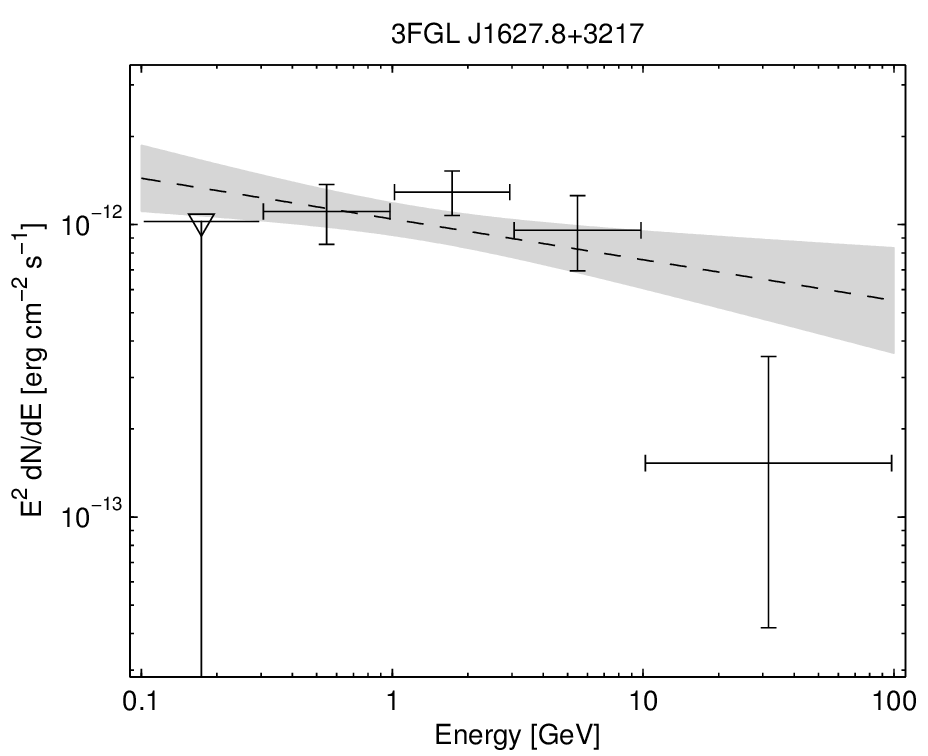 3FGL J1627.8+3217
E² dN/dE [erg cm⁻² s⁻¹]
10⁻¹²
10⁻¹³
0.1 1 10 100
Energy [GeV]